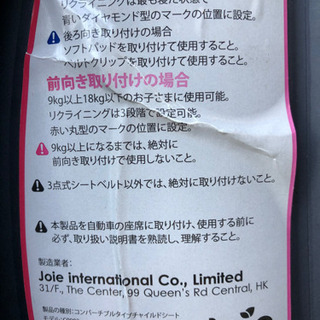 リクライニングは最も寝た状態で
青いダイヤモンド型のマークの位置に設定。
後ろ向き取り付けの場合
ソフトパッドを取り付けて使用すること。
ベルトクリップを取り付けて使用すること。
前向き取り付けの場合
9kg以上18kg以下のお子さまに使用可能。
リクライニングは3段階で設定可能。
赤い丸型のマークの位置に設定。
9kg以上になるまでは、絶対に
前向き取り付けで使用しないこと。
3点式シートベルト以外では、絶対に取り付けないこと。
本製品を自動車の座席に取り付け、使用する前に
必ず、取り扱い説明書を熟読し、理解すること。
製造業者:
Joie international Co., Limited
31/F., The Center, 99 Queen's Rd Central, HK
製品の種別:コンバーチブルタイプチャイルドシート